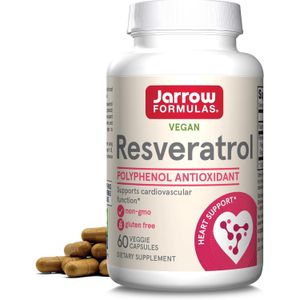 Jarrow
FORMULAS®
VEGAN
Resveratrol
POLYPHENOL ANTIOXIDANT
Supports cardiovascular
function*
non-gmo
gluten free
60 VEGGIE
CAPSULES
DIETARY SUPPLEMENT
HEART SUPPORT*